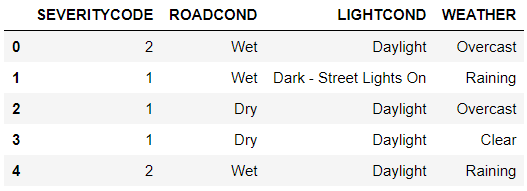 SEVERITYCODE ROADCOND LIGHTCOND WEATHER
0 2 Wet Daylight Overcast
1 1 Wet Dark - Street Lights On Raining
2 1 Dry Daylight Overcast
3 1 Dry Daylight Clear
4 2 Wet Daylight Raining